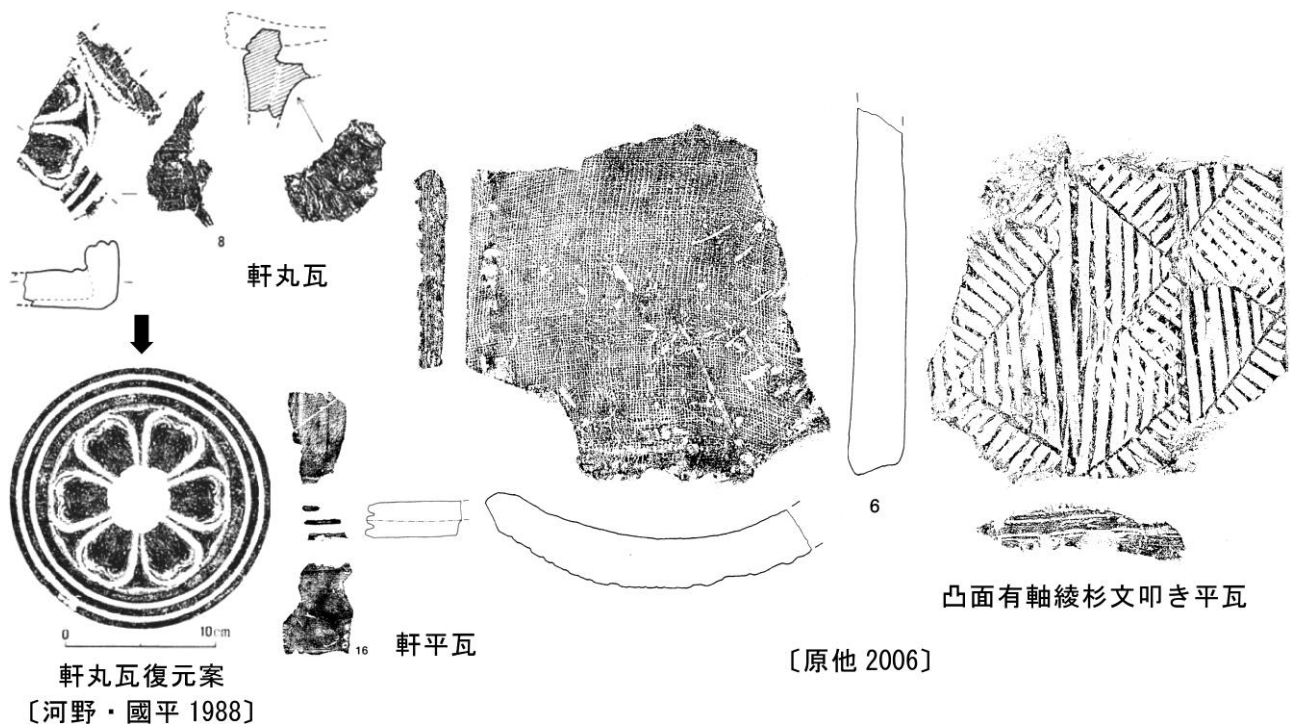 8
軒丸瓦
0 10cm
軒丸瓦復元案
〔河野・國平 1988〕
16
軒平瓦
6
凸面有軸綾杉文叩き平瓦
〔原他 2006〕